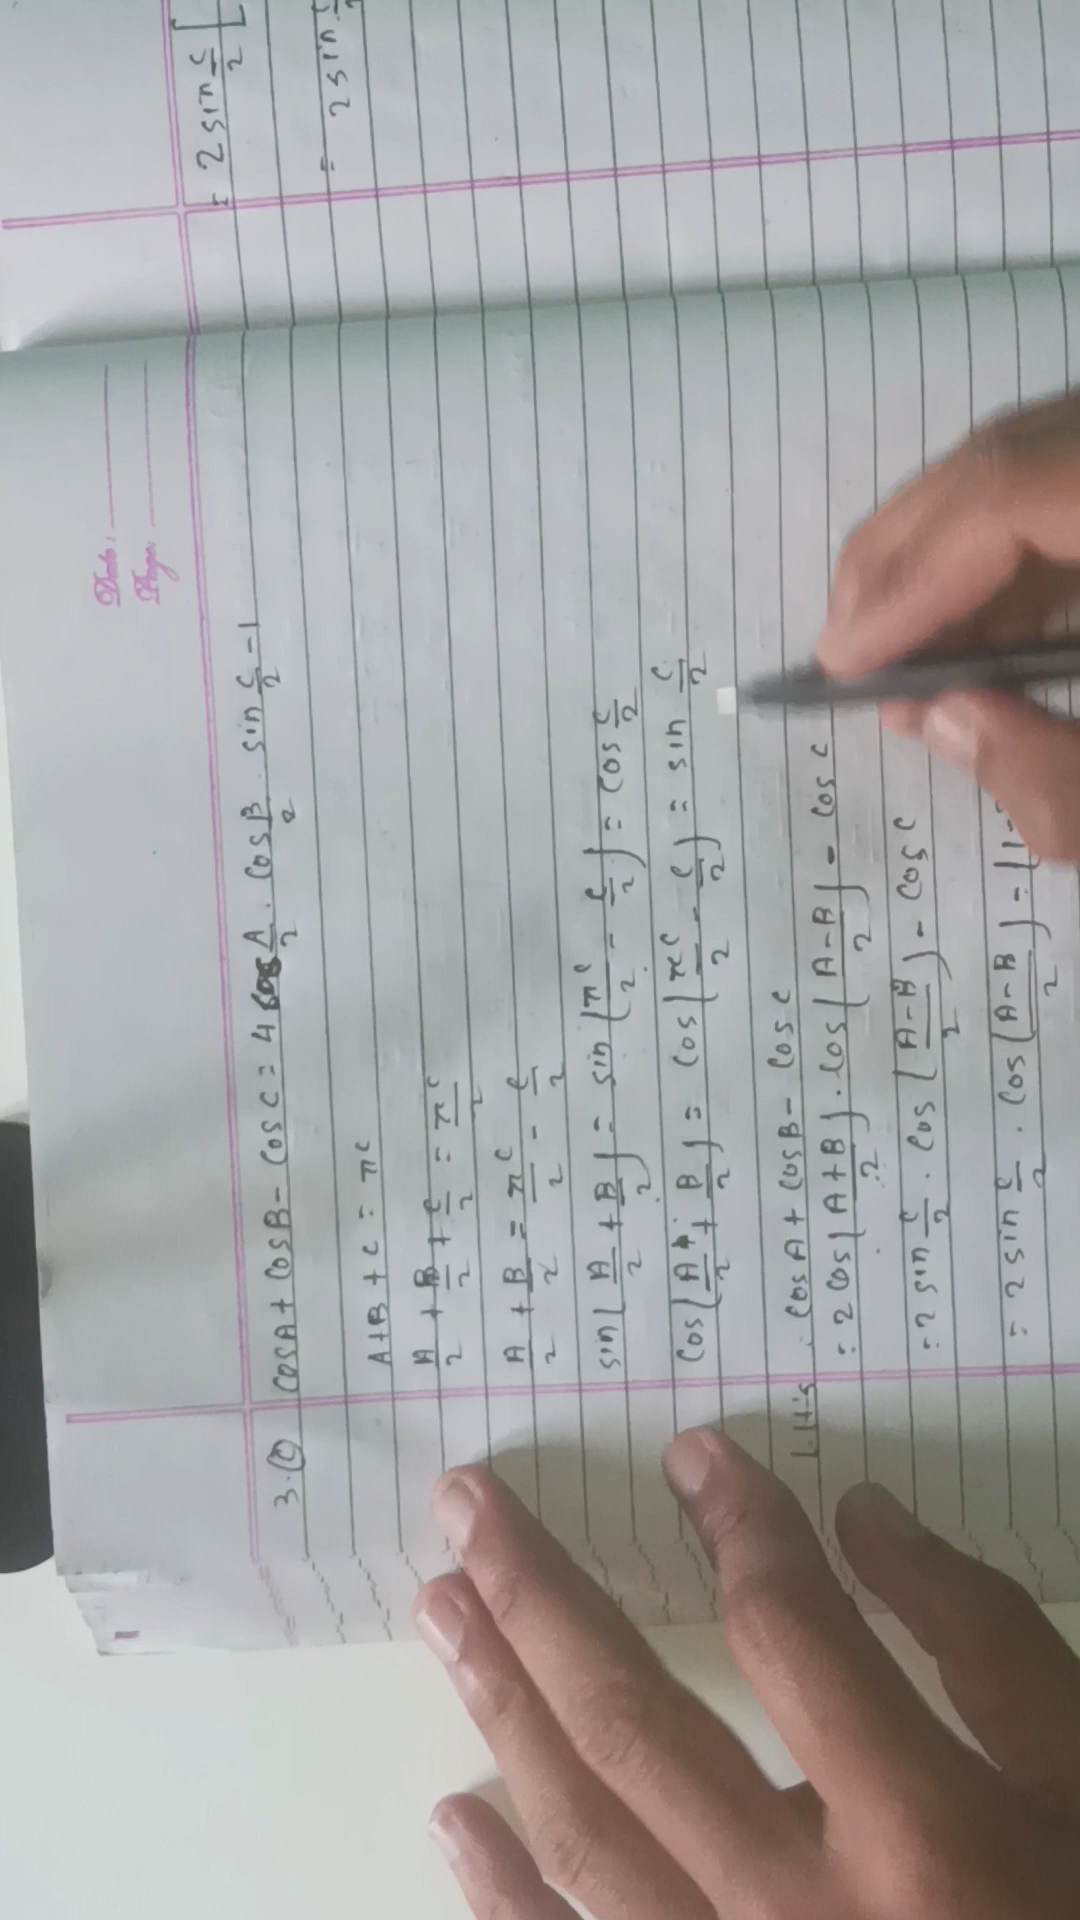 Date:
Page:
3.(c) cosA + cosB - cosC = 4 cos A/2 . cos B/2 . sin C/2 - 1
A+B+C = π^c
A/2 + B/2 + C/2 = π^c/2
A/2 + B/2 = π^c/2 - C/2
sin(A/2 + B/2) = sin(π^c/2 - C/2) = cos C/2
cos(A/2 + B/2) = cos(π^c/2 - C/2) = sin C/2
L.H.S. cosA + cosB - cosC
= 2cos(A+B/2) . cos(A-B/2) - cosC
= 2 sin C/2 . cos(A-B/2) - cosC
= 2 sin C/2 . cos(A-B/2) - (1-
= 2 sin C/2 [
= 2 sin